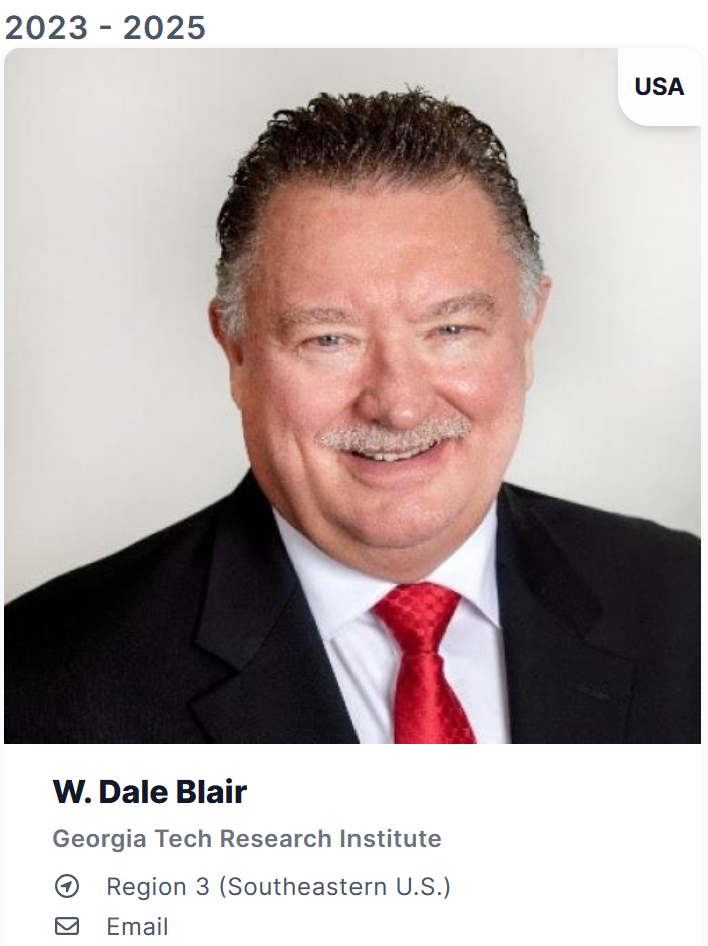 2023 - 2025
USA
W. Dale Blair
Georgia Tech Research Institute
Region 3 (Southeastern U.S.)
Email